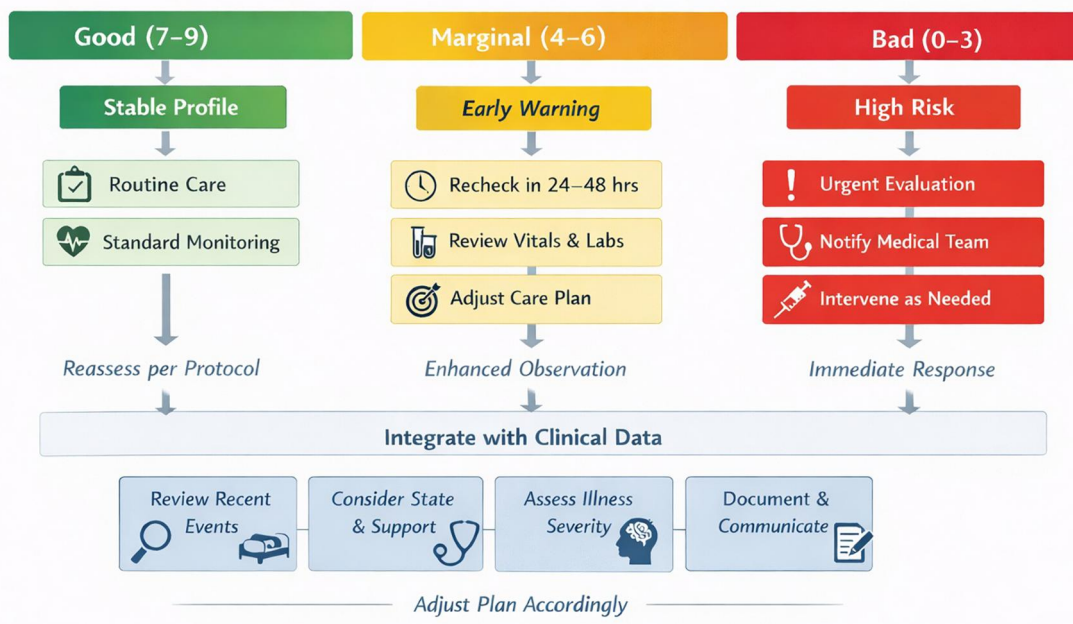 Good (7–9)
Stable Profile
Routine Care
Standard Monitoring
Reassess per Protocol
Marginal (4–6)
Early Warning
Recheck in 24–48 hrs
Review Vitals & Labs
Adjust Care Plan
Enhanced Observation
Bad (0–3)
High Risk
Urgent Evaluation
Notify Medical Team
Intervene as Needed
Immediate Response
Integrate with Clinical Data
Review Recent
Events
Consider State
& Support
Assess Illness
Severity
Document &
Communicate
Adjust Plan Accordingly